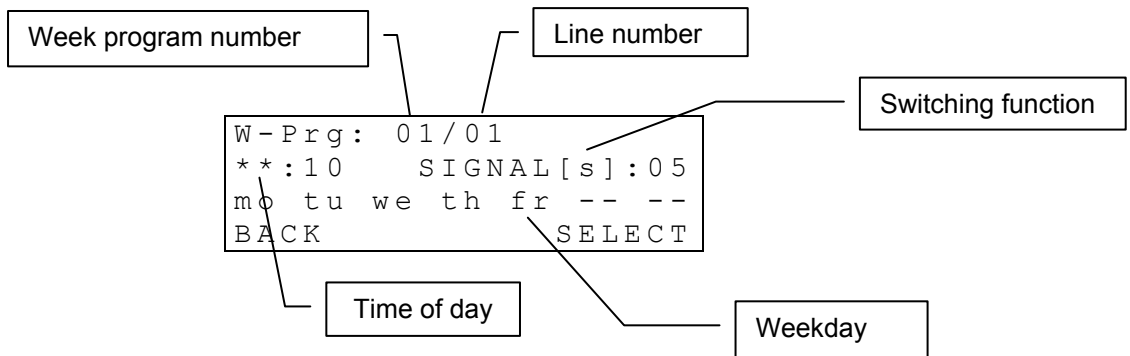 Week program number
Line number
Switching function
W-Prg: 01/01
**:10 SIGNAL[s]:05
mo tu we th fr -- --
BACK SELECT
Time of day
Weekday